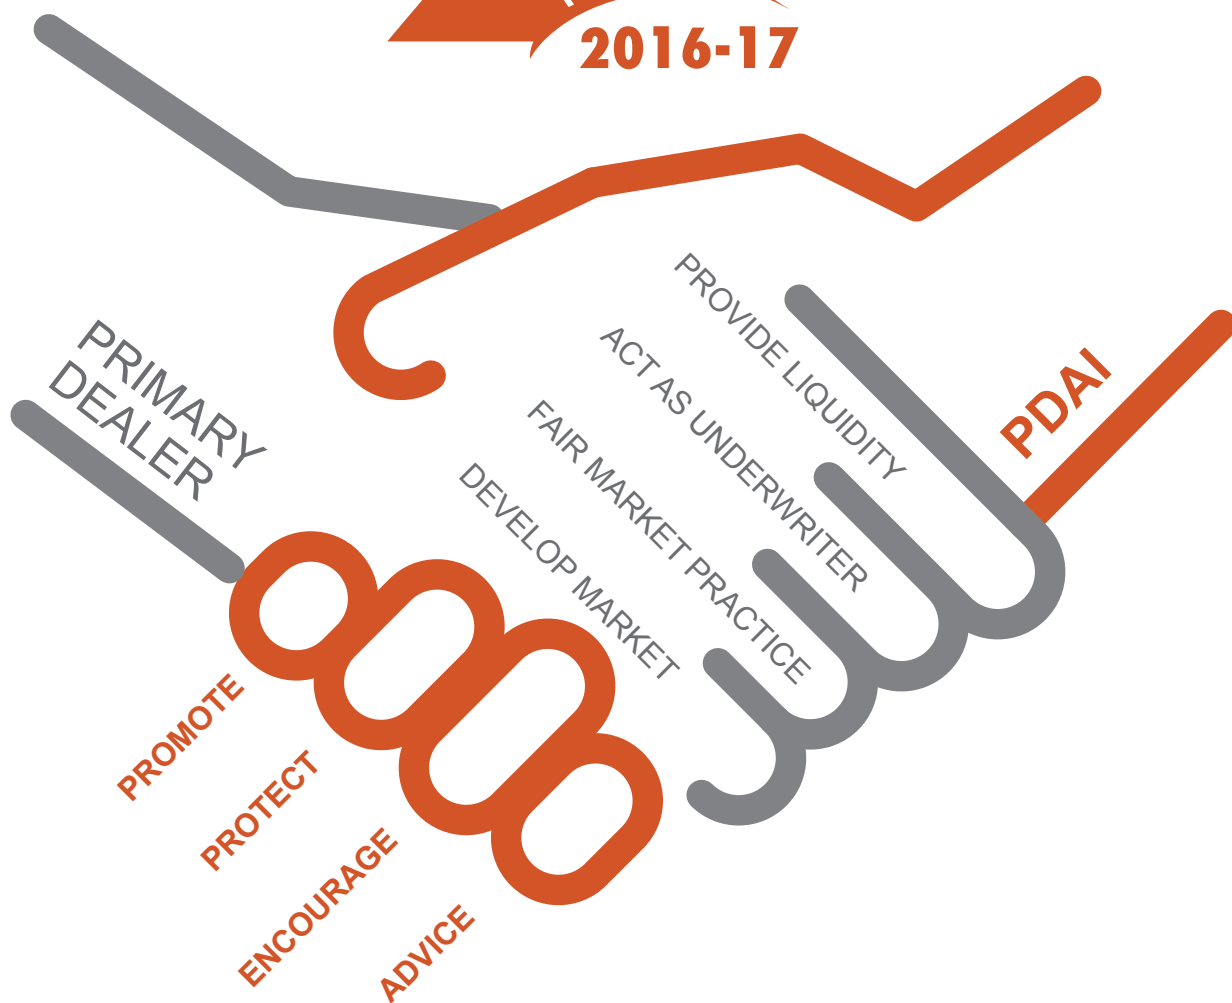 2016-17
PROVIDE LIQUIDITY
ACT AS UNDERWRITER
FAIR MARKET PRACTICE
DEVELOP MARKET
PDAI
PRIMARY
DEALER
PROMOTE
PROTECT
ENCOURAGE
ADVICE